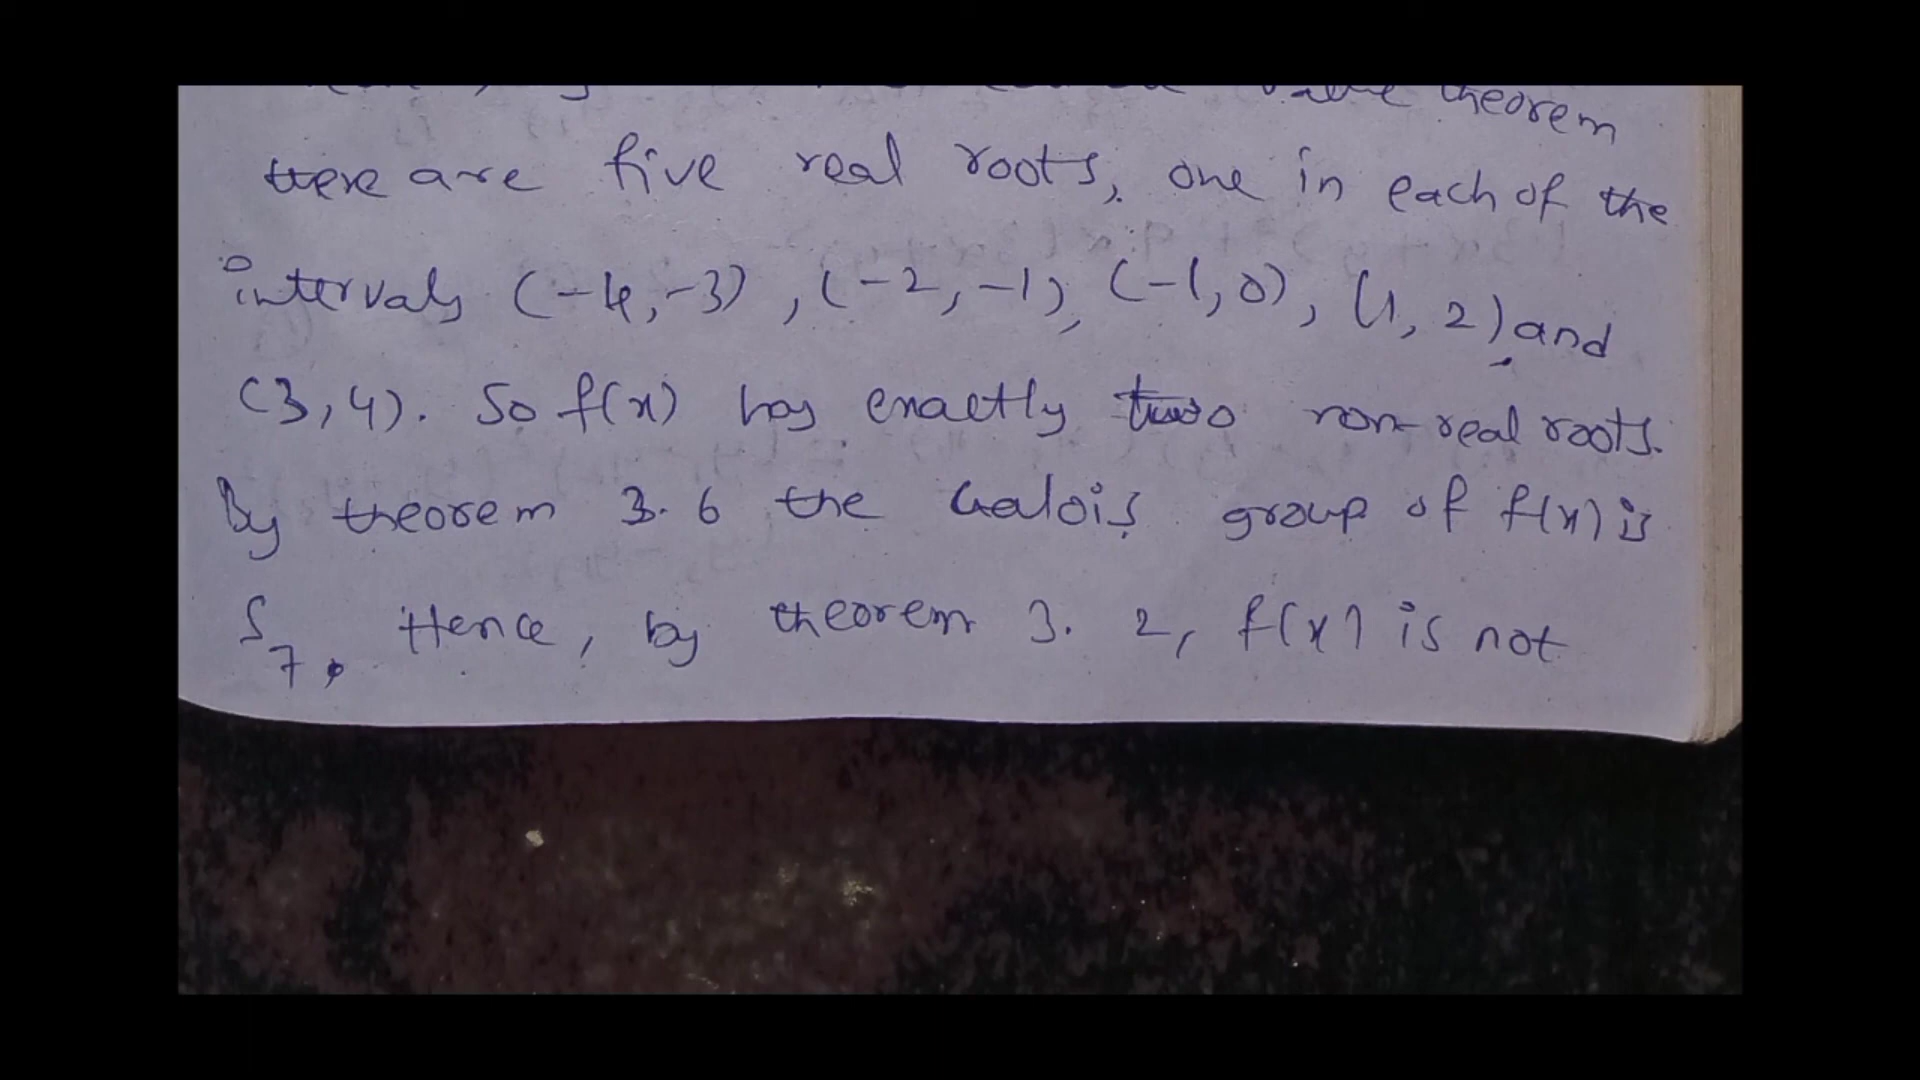 value theorem
there are five real roots, one in each of the
intervals (-4,-3), (-2,-1), (-1,0), (1, 2) and
(3,4). So f(x) has exactly two non-real roots.
By theorem 3.6 the Galois group of f(x) is
S₇. Hence, by theorem 3. 2, f(x) is not